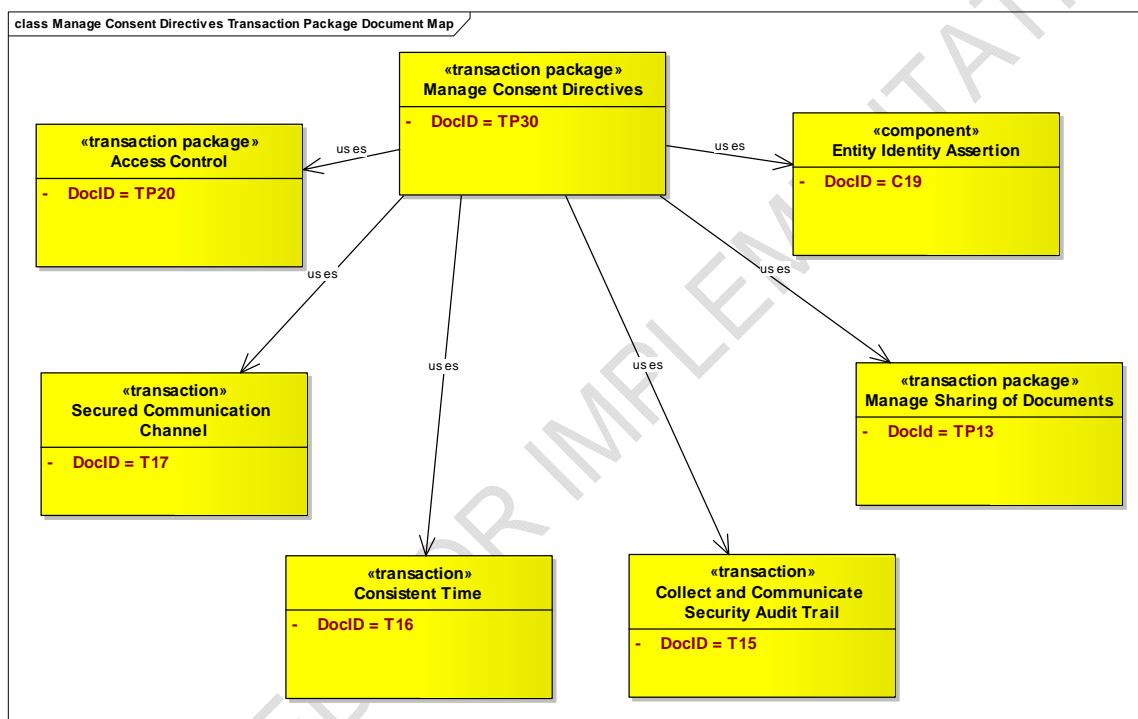 class Manage Consent Directives Transaction Package Document Map
«transaction package»
Manage Consent Directives
- DocID = TP30
«transaction package»
Access Control
- DocID = TP20
«component»
Entity Identity Assertion
- DocID = C19
uses
uses
uses
uses
uses
uses
«transaction»
Secured Communication
Channel
- DocID = T17
«transaction package»
Manage Sharing of Documents
- DocId = TP13
«transaction»
Consistent Time
- DocID = T16
«transaction»
Collect and Communicate
Security Audit Trail
- DocID = T15